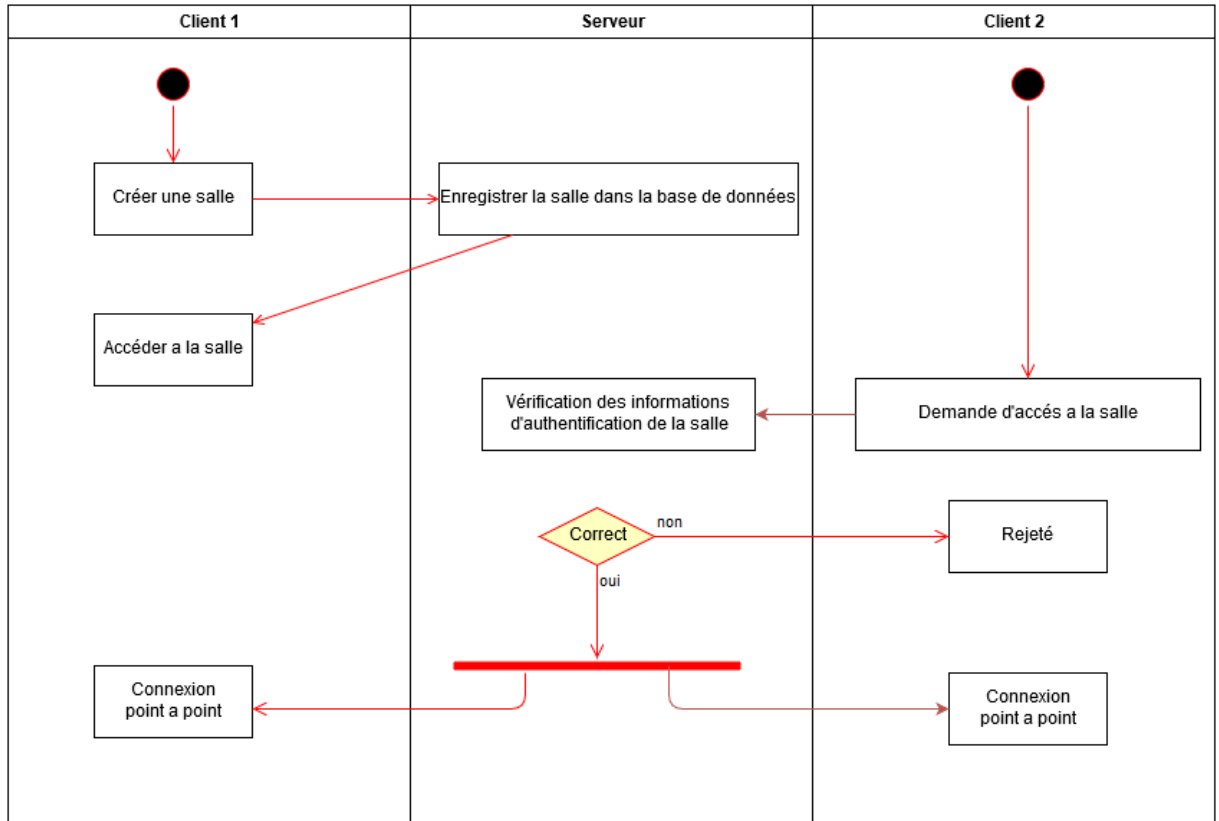 Client 1
Serveur
Client 2
Créer une salle
Enregistrer la salle dans la base de données
Accéder a la salle
Vérification des informations
d'authentification de la salle
Demande d'accés a la salle
Correct
non
Rejeté
oui
Connexion
point a point
Connexion
point a point